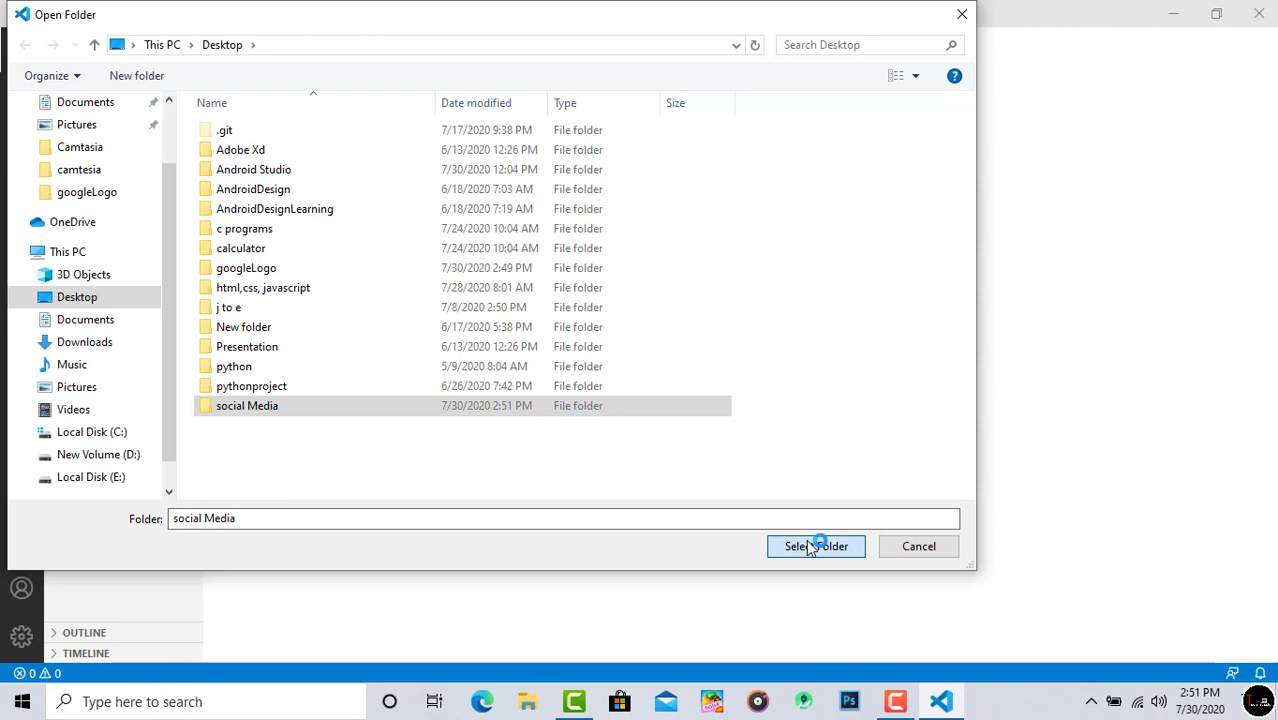 Open Folder
This PC
Desktop
Search Desktop
Organize
New folder
Name
Date modified
Type
Size
Documents
Pictures
Camtasia
camtesia
googleLogo
OneDrive
This PC
3D Objects
Desktop
Documents
Downloads
Music
Pictures
Videos
Local Disk (C:)
New Volume (D:)
Local Disk (E:)
.git 7/17/2020 9:38 PM File folder
Adobe Xd 6/13/2020 12:26 PM File folder
Android Studio 7/30/2020 12:04 PM File folder
AndroidDesign 6/18/2020 7:03 AM File folder
AndroidDesignLearning 6/18/2020 7:19 AM File folder
c programs 7/24/2020 10:04 AM File folder
calculator 7/24/2020 10:04 AM File folder
googleLogo 7/30/2020 2:49 PM File folder
html,css, javascript 7/28/2020 8:01 AM File folder
j to e 7/8/2020 2:50 PM File folder
New folder 6/17/2020 5:38 PM File folder
Presentation 6/13/2020 12:26 PM File folder
python 5/9/2020 8:04 AM File folder
pythonproject 6/26/2020 7:42 PM File folder
social Media 7/30/2020 2:51 PM File folder
Folder: social Media
Select Folder
Cancel
OUTLINE
TIMELINE
0 0
Type here to search
Ps
2:51 PM
7/30/2020